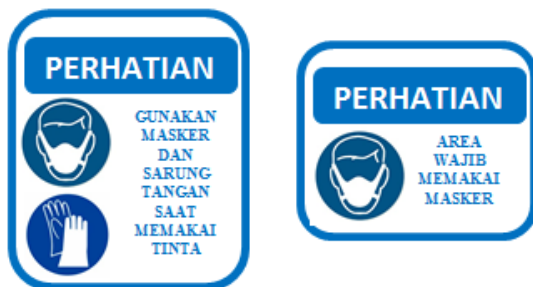 PERHATIAN
GUNAKAN
MASKER
DAN
SARUNG
TANGAN
SAAT
MEMAKAI
TINTA
PERHATIAN
AREA
WAJIB
MEMAKAI
MASKER